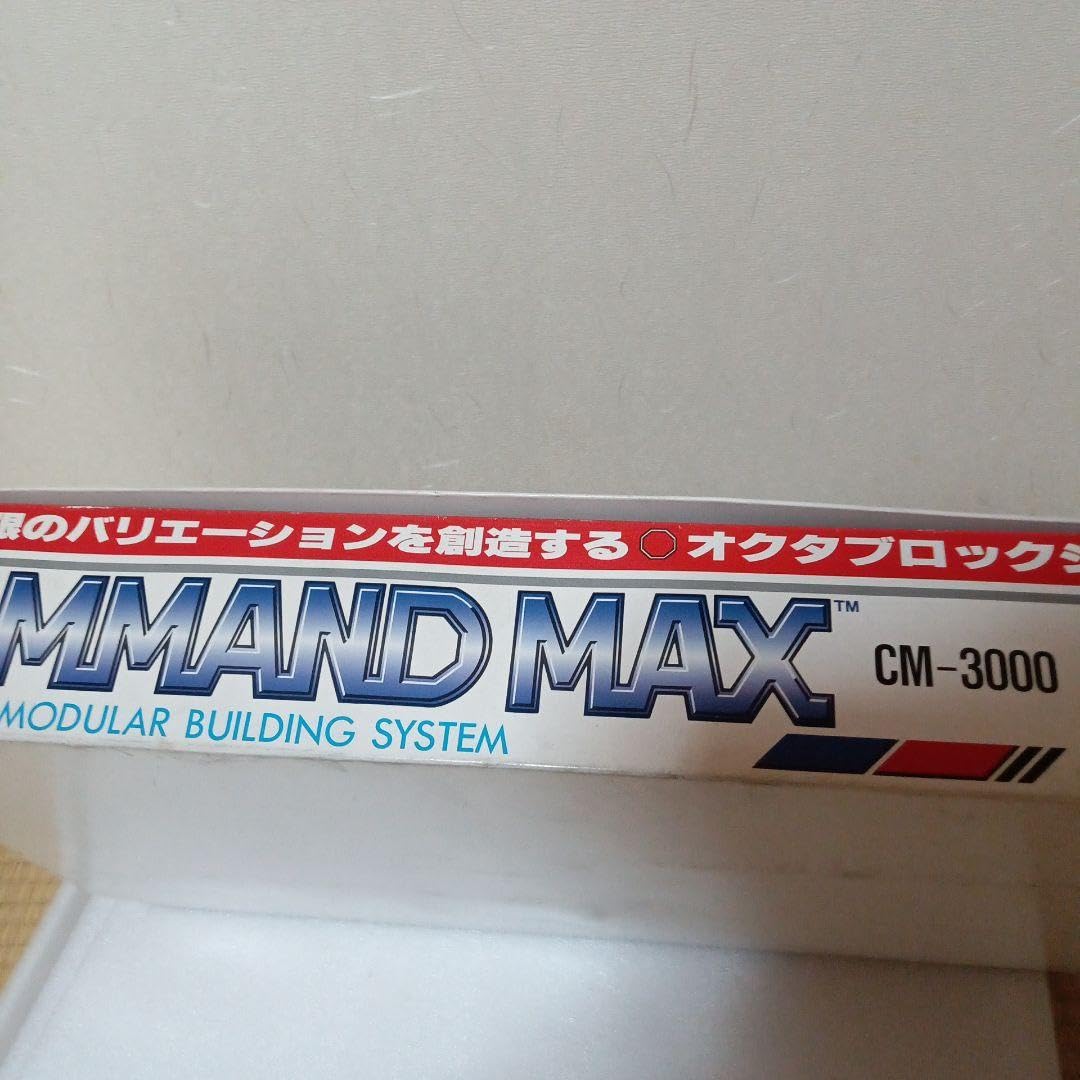 限のバリエーションを創造する オクタブロックシ
OMMAND MAX™ CM-3000
MODULAR BUILDING SYSTEM